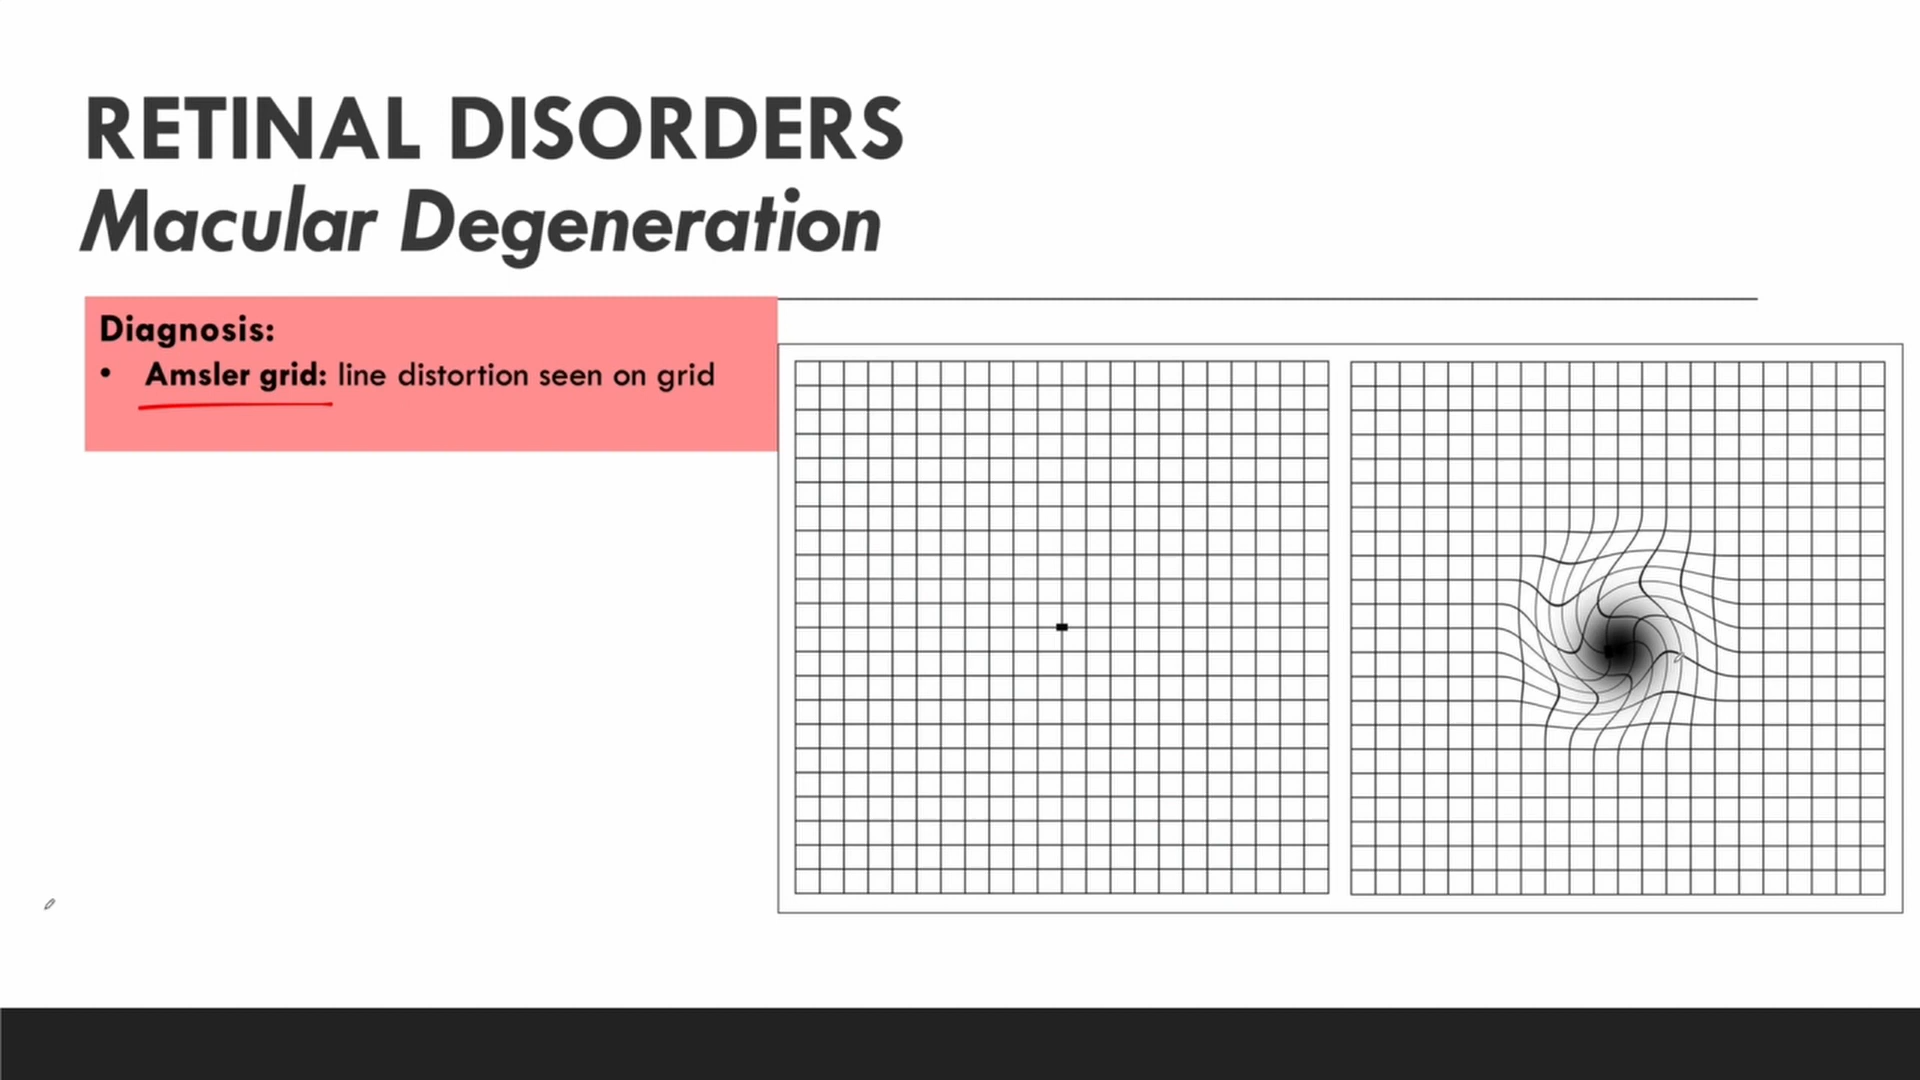 RETINAL DISORDERS
Macular Degeneration
Diagnosis:
• Amsler grid: line distortion seen on grid